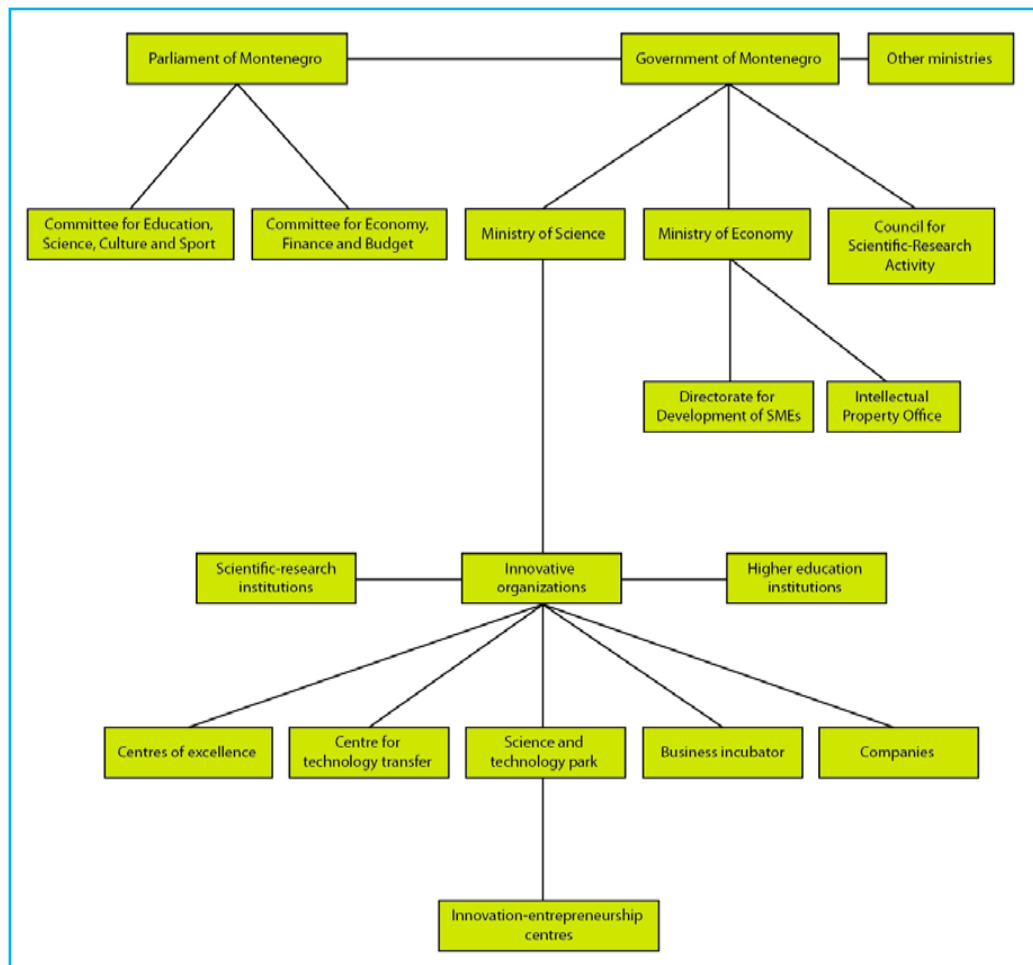 Parliament of Montenegro
Government of Montenegro
Other ministries
Committee for Education,
Science, Culture and Sport
Committee for Economy,
Finance and Budget
Ministry of Science
Ministry of Economy
Council for
Scientific-Research
Activity
Directorate for
Development of SMEs
Intellectual
Property Office
Scientific-research
institutions
Innovative
organizations
Higher education
institutions
Centres of excellence
Centre for
technology transfer
Science and
technology park
Business incubator
Companies
Innovation-entrepreneurship
centres